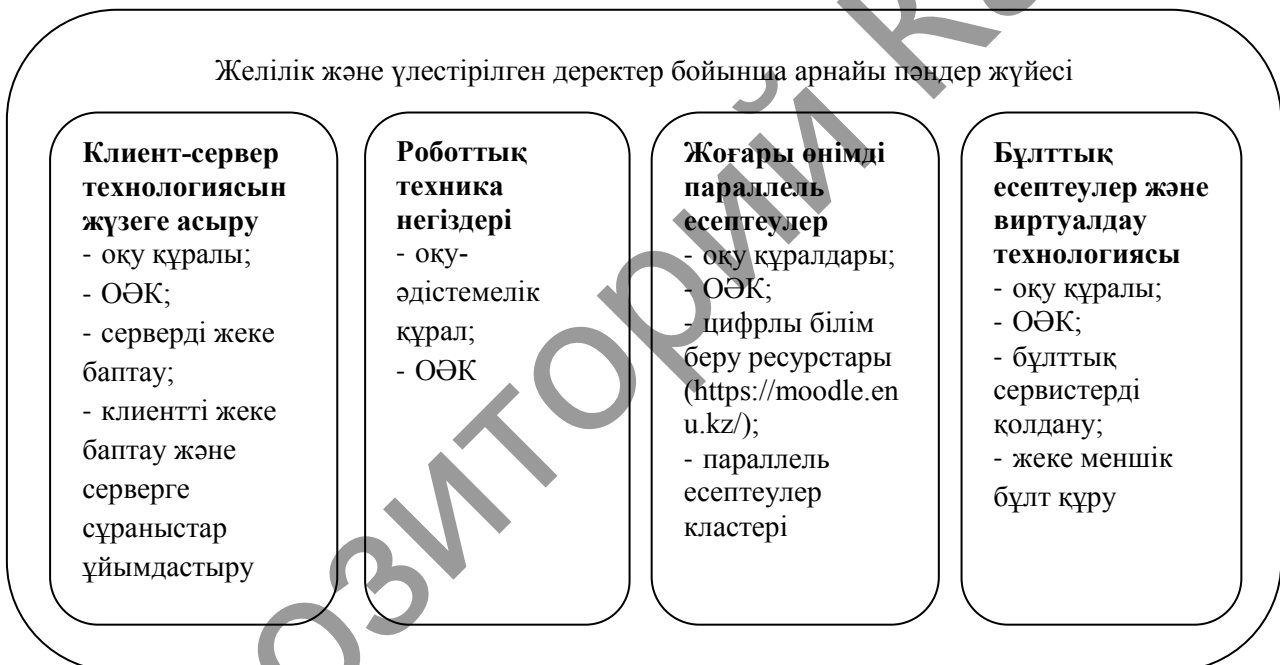 Желілік және үлестірілген деректер бойынша арнайы пәндер жүйесі
Клиент-сервер
технологиясын
жүзеге асыру
- оқу құралы;
- ОӘК;
- серверді жеке
баптау;
- клиентті жеке
баптау және
серверге
сұраныстар
ұйымдастыру
Роботтық
техника
негіздері
- оқу-
әдістемелік
құрал;
- ОӘК
Жоғары өнімді
параллель
есептеулер
- оқу құралдары;
- ОӘК;
- цифрлы білім
беру ресурстары
(https://moodle.en
u.kz/);
- параллель
есептеулер
кластері
Бұлттық
есептеулер және
виртуалдау
технологиясы
- оқу құралы;
- ОӘК;
- бұлттық
сервистерді
қолдану;
- жеке меншік
бұлт құру
озиторий Ка